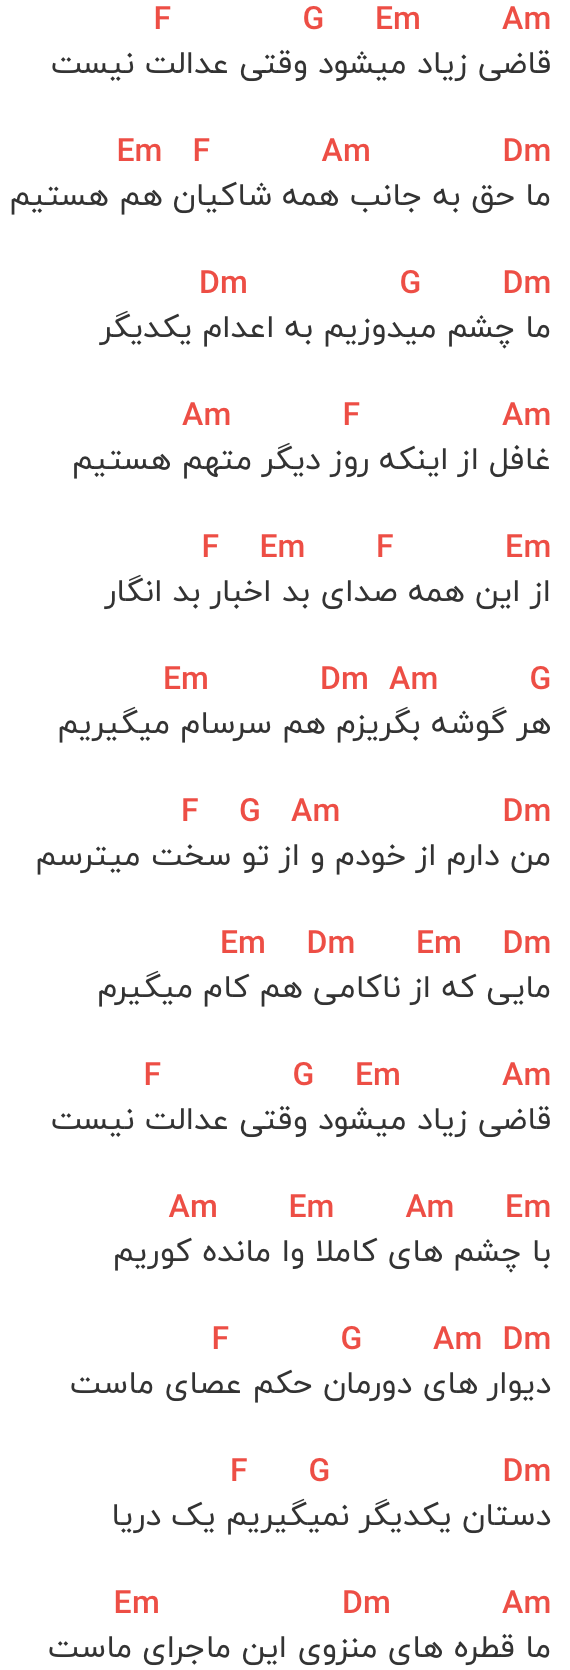 F G Em Am
قاضی زیاد میشود وقتی عدالت نیست
Em F Am Dm
ما حق به جانب همه شاکیان هم هستیم
Dm G Dm
ما چشم میدوزیم به اعدام یکدیگر
Am F Am
غافل از اینکه روز دیگر متهم هستیم
F Em F Em
از این همه صدای بد اخبار بد انگار
Em Dm Am G
هر گوشه بگریزم هم سرسام میگیریم
F G Am Dm
من دارم از خودم و از تو سخت میترسم
Em Dm Em Dm
مایی که از ناکامی هم کام میگیرم
F G Em Am
قاضی زیاد میشود وقتی عدالت نیست
Am Em Am Em
با چشم های کاملا وا مانده کوریم
F G Am Dm
دیوار های دورمان حکم عصای ماست
F G Dm
دستان یکدیگر نمیگیریم یک دریا
Em Dm Am
ما قطره های منزوی این ماجرای ماست